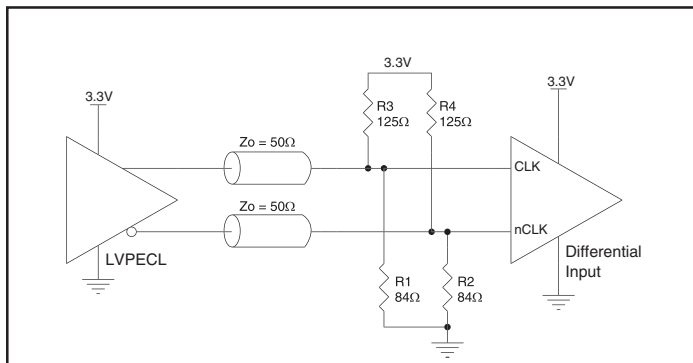 3.3V
3.3V
3.3V
R3
125Ω
R4
125Ω
Zo = 50Ω
CLK
Zo = 50Ω
nCLK
LVPECL
Differential
Input
R1
84Ω
R2
84Ω